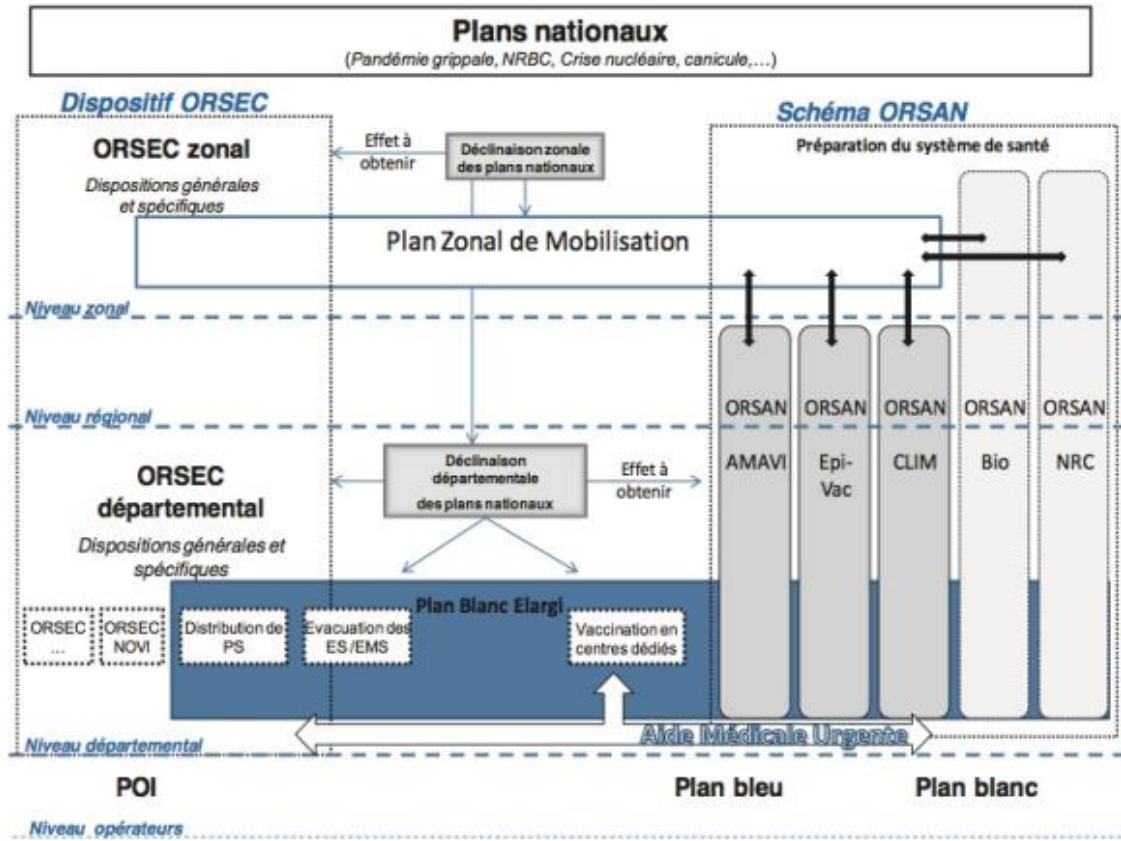 Plans nationaux
(Pandémie grippale, NRBC, Crise nucléaire, canicule,…)
Dispositif ORSEC
Schéma ORSAN
ORSEC zonal
Dispositions générales
et spécifiques
Effet à
obtenir
Déclinaison zonale
des plans nationaux
Préparation du système de santé
Plan Zonal de Mobilisation
Niveau zonal
Niveau régional
ORSAN
AMAVI
ORSAN
Epi-
Vac
ORSAN
CLIM
ORSAN
Bio
ORSAN
NRC
ORSEC
départemental
Dispositions générales et
spécifiques
Déclinaison
départementale
des plans nationaux
Effet à
obtenir
Plan Blanc Elargi
ORSEC
…
ORSEC
NOVI
Distribution de
PS
Evacuation des
ES /EMS
Vaccination en
centres dédiés
Aide Médicale Urgente
Niveau départemental
POI
Plan bleu
Plan blanc
Niveau opérateurs